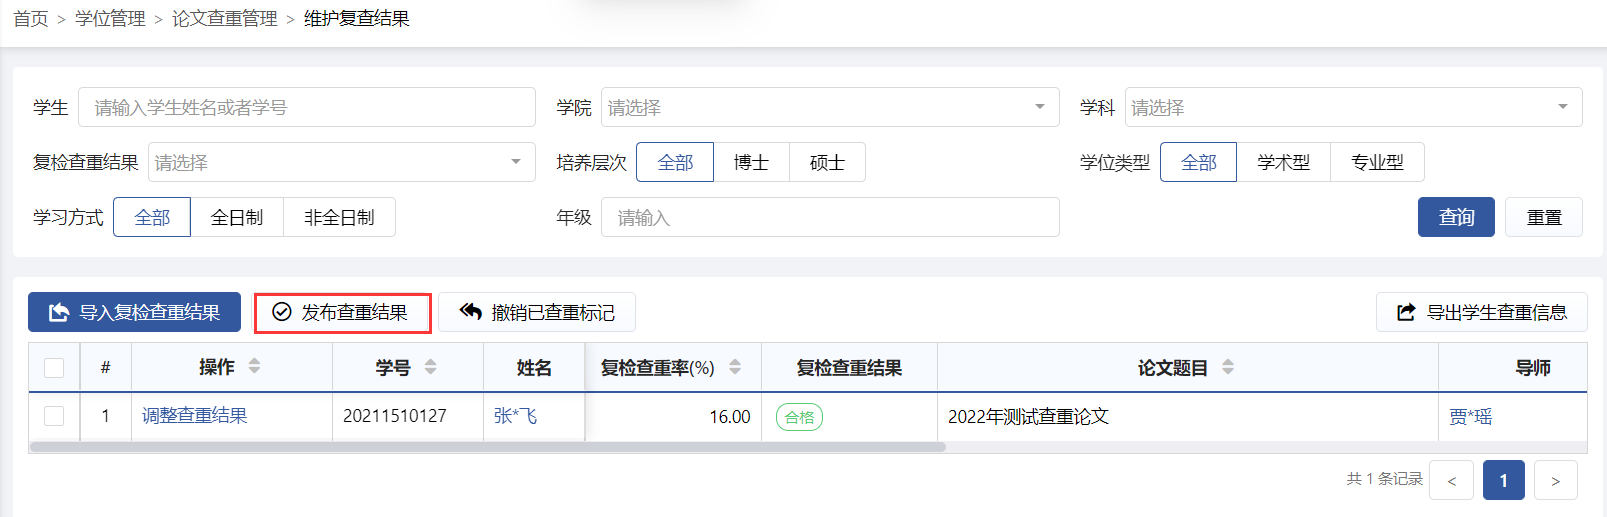 首页 > 学位管理 > 论文查重管理 > 维护复查结果
学生 请输入学生姓名或者学号 学院 请选择 学科 请选择
复检查重结果 请选择 培养层次 全部 博士 硕士 学位类型 全部 学术型 专业型
学习方式 全部 全日制 非全日制 年级 请输入 查询 重置
导入复检查重结果 发布查重结果 撤销已查重标记 导出学生查重信息
# 操作 学号 姓名 复检查重率(%) 复检查重结果 论文题目 导师
1 调整查重结果 20211510127 张*飞 16.00 合格 2022年测试查重论文 贾*瑶
共 1 条记录 < 1 >